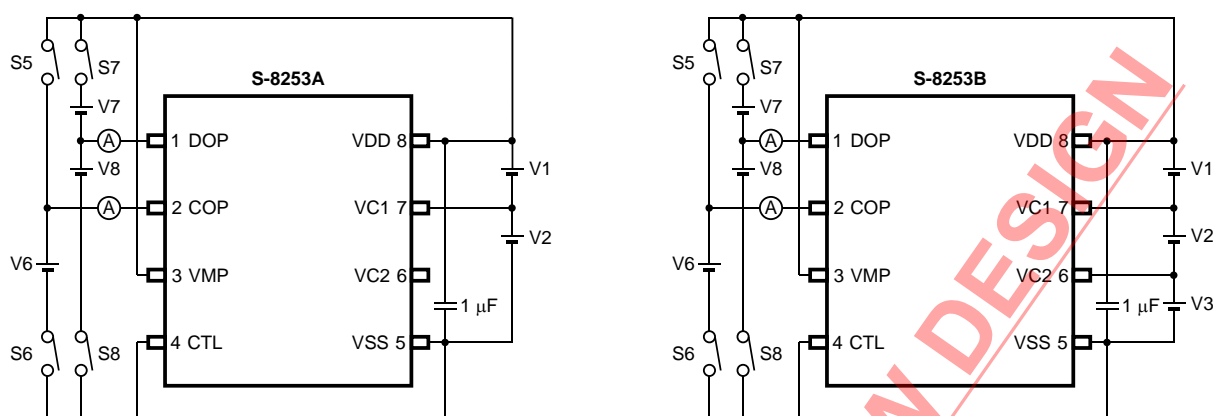 S-8253A
S5
S7
V7
A
1 DOP
VDD 8
V8
V1
A
2 COP
VC1 7
V2
V6
3 VMP
VC2 6
1 μF
S6
S8
4 CTL
VSS 5
S-8253B
S5
S7
V7
A
1 DOP
VDD 8
V8
V1
A
2 COP
VC1 7
V2
V6
3 VMP
VC2 6
1 μF
V3
S6
S8
4 CTL
VSS 5
DESIGN